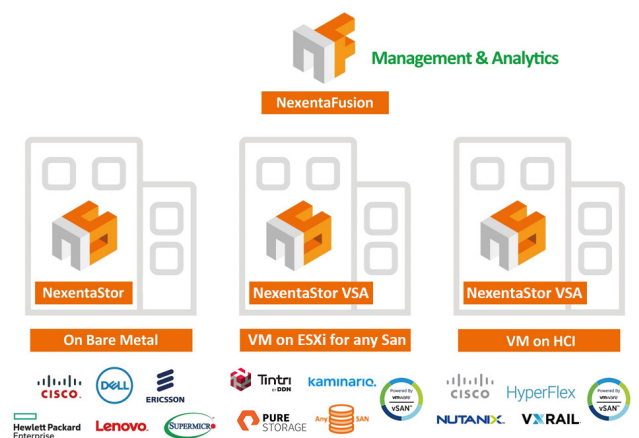 Management & Analytics
NexentaFusion
NexentaStor
NexentaStor VSA
NexentaStor VSA
On Bare Metal
VM on ESXi for any San
VM on HCI
CISCO.
DELL
ERICSSON
Hewlett Packard
Enterprise
Lenovo.
SUPERMICRO
Tintri
BY DDN
kaminario.
PURE
STORAGE
Any
SAN
Powered By
vmware
vSAN™
CISCO
HyperFlex
NUTANIX.
VXRAIL
Powered By
vmware
vSAN™